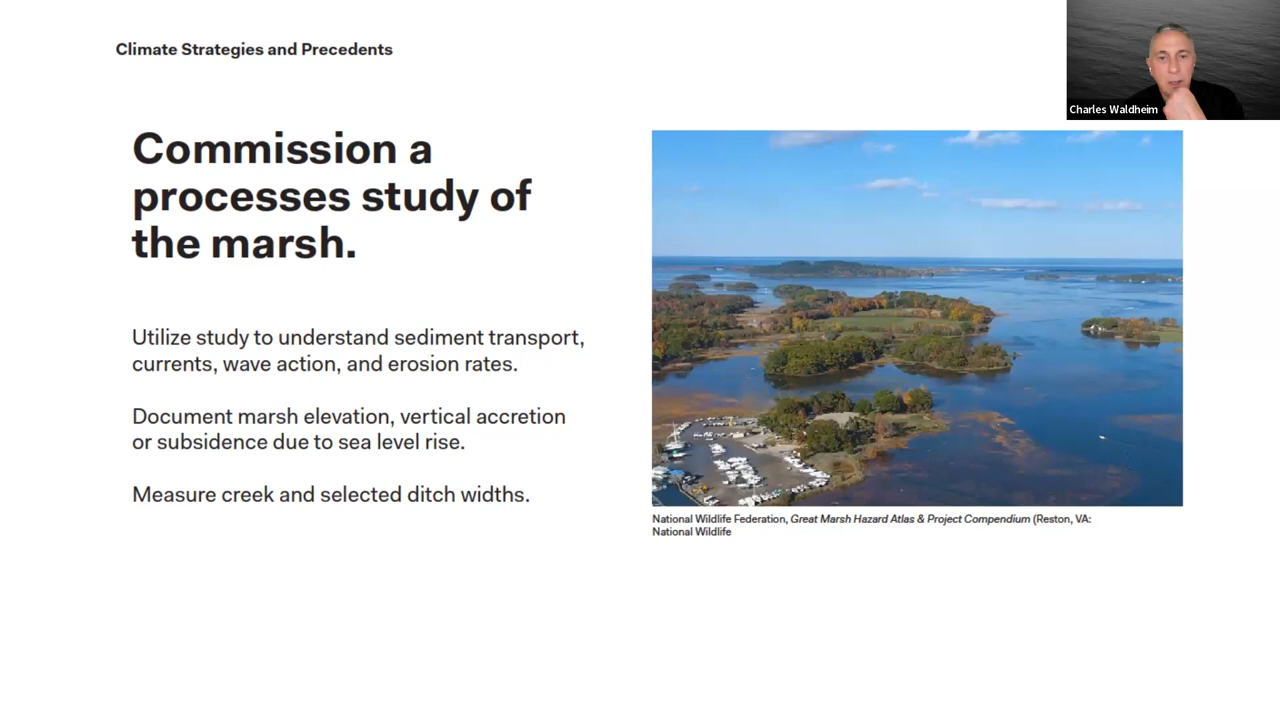 Climate Strategies and Precedents
Charles Waldheim
Commission a
processes study of
the marsh.
Utilize study to understand sediment transport,
currents, wave action, and erosion rates.
Document marsh elevation, vertical accretion
or subsidence due to sea level rise.
Measure creek and selected ditch widths.
National Wildlife Federation, Great Marsh Hazard Atlas & Project Compendium (Reston, VA:
National Wildlife